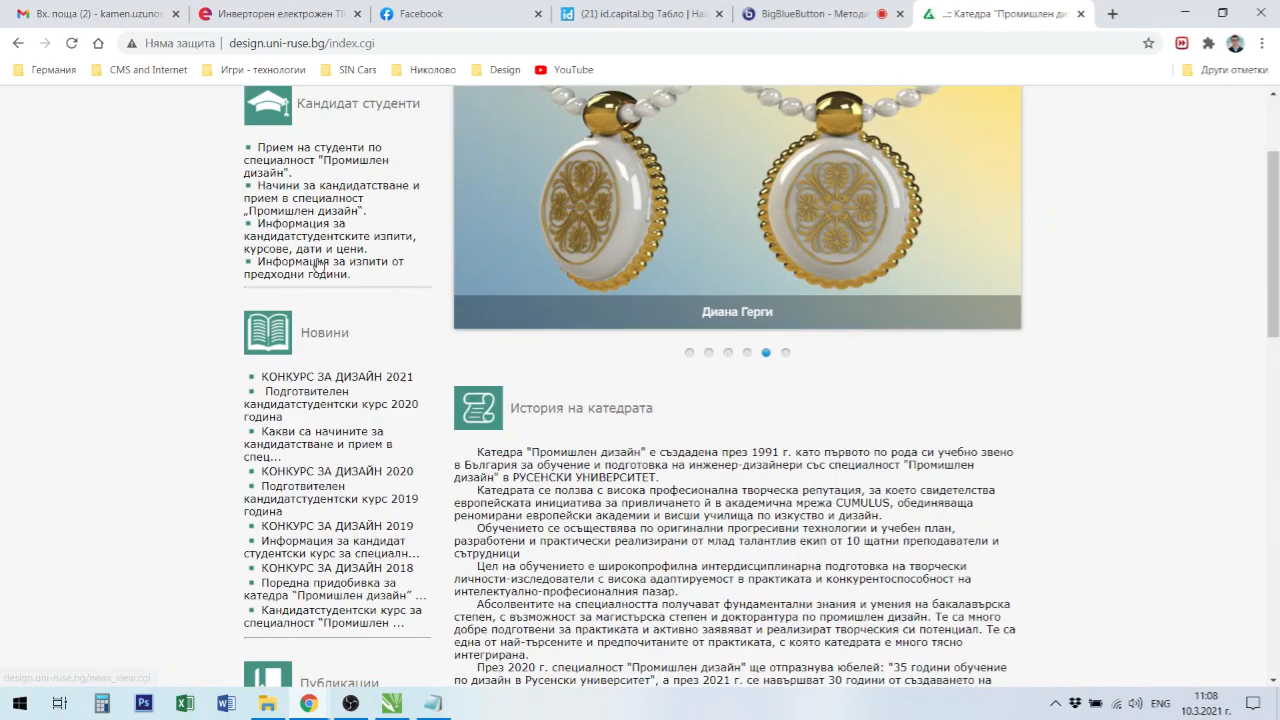 Вх. поща (2) - kamen.uzunov
Инверторен електрожен TI
Facebook
(21) id.capital.bg Табло | На
BigBlueButton - Методи
::: Катедра "Промишлен ди
Няма защита | design.uni-ruse.bg/index.cgi
Германия
CMS and Internet
Игри - технологии
SIN Cars
Николово
Design
YouTube
Други отметки
Кандидат студенти
Прием на студенти по
специалност "Промишлен
дизайн".
Начини за кандидатстване и
прием в специалност
„Промишлен дизайн“.
Информация за
кандидатстудентските изпити,
курсове, дати и цени.
Информация за изпити от
предходни години.
Новини
КОНКУРС ЗА ДИЗАЙН 2021
Подготвителен
кандидатстудентски курс 2020
година
Какви са начините за
кандидатстване и прием в
спец...
КОНКУРС ЗА ДИЗАЙН 2020
Подготвителен
кандидатстудентски курс 2019
година
КОНКУРС ЗА ДИЗАЙН 2019
Информация за кандидат
студентски курс за специалн...
КОНКУРС ЗА ДИЗАЙН 2018
Поредна придобивка за
катедра “Промишлен дизайн” ...
Кандидатстудентски курс за
специалност “Промишлен ...
Публикации
Диана Герги
История на катедрата
Катедра "Промишлен дизайн" е създадена през 1991 г. като първото по рода си учебно звено
в България за обучение и подготовка на инженер-дизайнери със специалност "Промишлен
дизайн" в РУСЕНСКИ УНИВЕРСИТЕТ.
Катедрата се ползва с висока професионална творческа репутация, за което свидетелства
европейската инициатива за привличането й в академична мрежа CUMULUS, обединяваща
реномирани европейски академии и висши училища по изкуство и дизайн.
Обучението се осъществява по оригинални прогресивни технологии и учебен план,
разработени и практически реализирани от млад талантлив екип от 10 щатни преподаватели и
сътрудници
Цел на обучението е широкопрофилна интердисциплинарна подготовка на творчески
личности-изследователи с висока адаптируемост в практиката и конкурентоспособност на
интелектуално-професионалния пазар.
Абсолвентите на специалността получават фундаментални знания и умения на бакалавърска
степен, с възможност за магистърска степен и докторантура по промишлен дизайн. Те са много
добре подготвени за практиката и активно заявяват и реализират творческия си потенциал. Те са
една от най-търсените и предпочитаните от практиката, с която катедрата е много тясно
интегрирана.
През 2020 г. специалност "Промишлен дизайн" ще отпразнува юбилей: "35 години обучение
по дизайн в Русенски университет", а през 2021 г. се навършват 30 години от създаването на
design.uni-ruse.bg/news_view.cgi
ENG
11:08
10.3.2021 г.